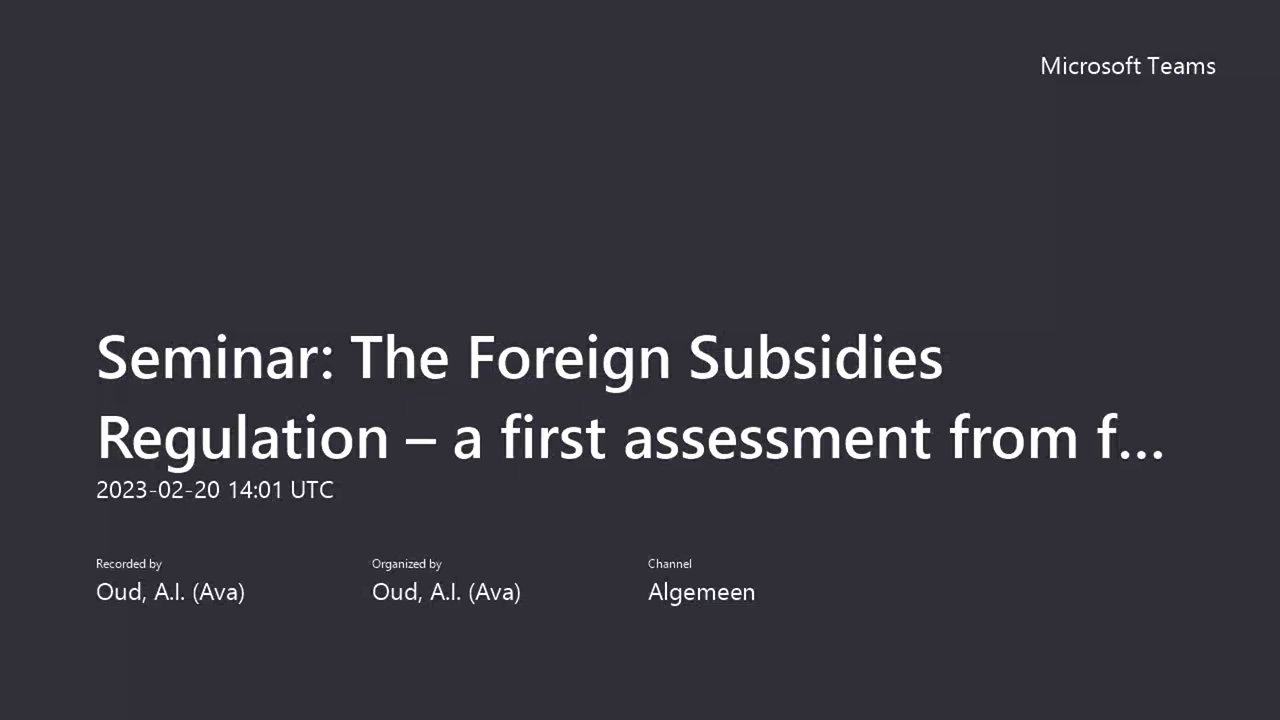 Microsoft Teams
Seminar: The Foreign Subsidies
Regulation – a first assessment from f...
2023-02-20 14:01 UTC
Recorded by
Oud, A.I. (Ava)
Organized by
Oud, A.I. (Ava)
Channel
Algemeen